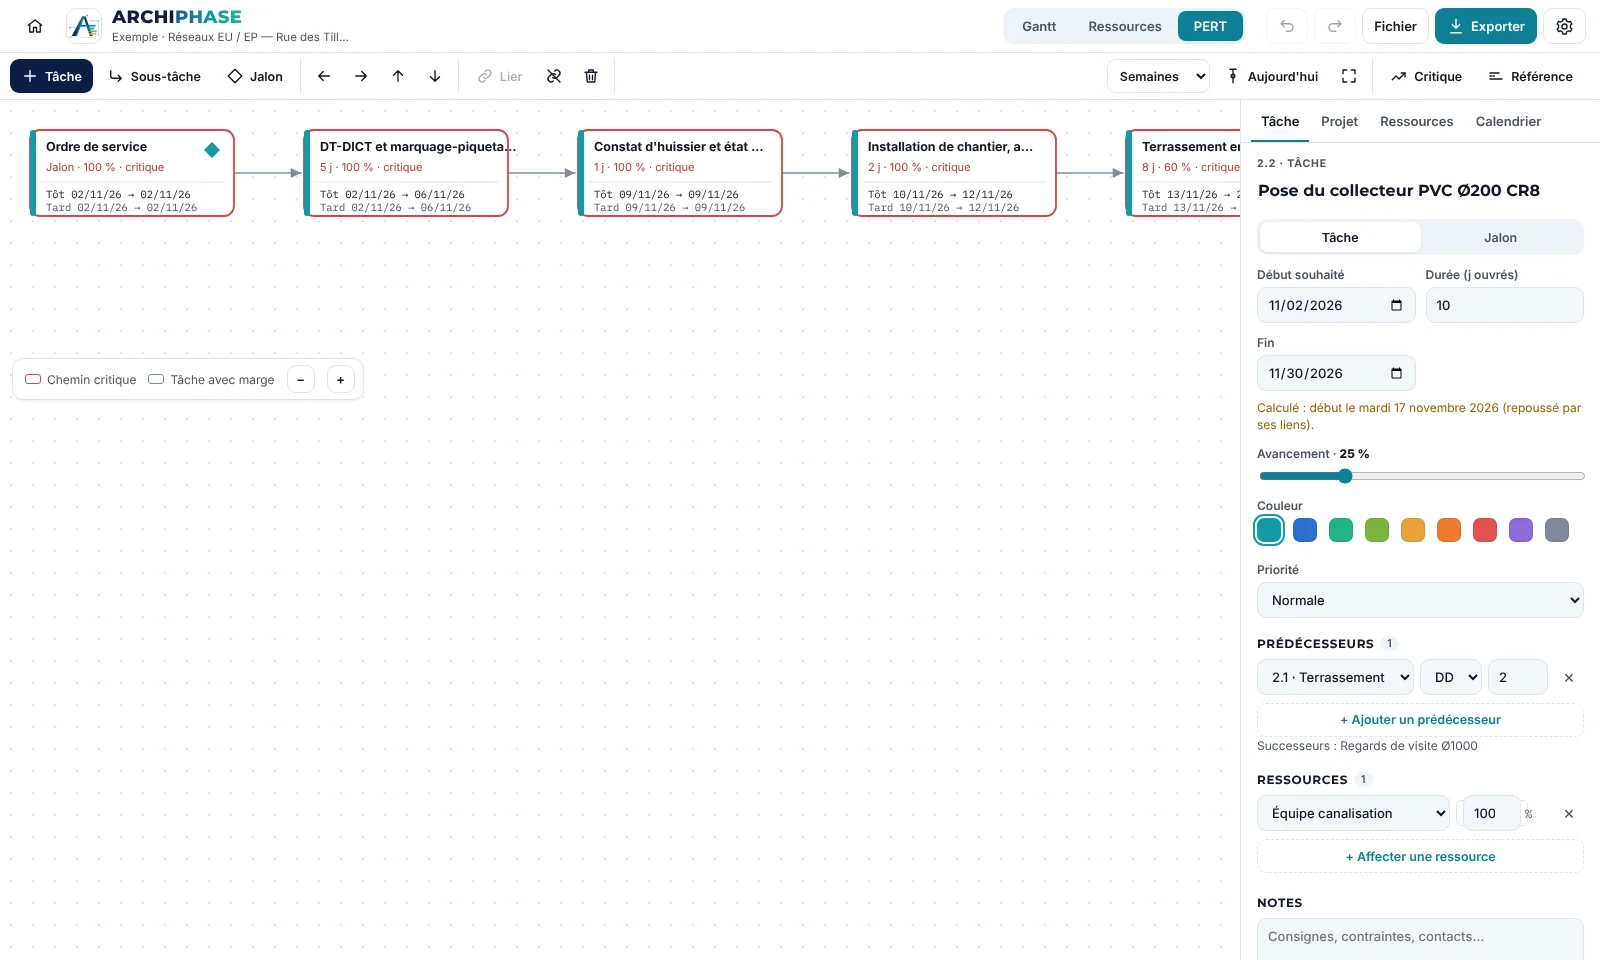 ARCHIPHASE
Exemple · Réseaux EU / EP — Rue des Till...
Gantt
Ressources
PERT
Fichier
Exporter
Tâche
Sous-tâche
Jalon
Lier
Semaines
Aujourd'hui
Critique
Référence
Ordre de service
Jalon · 100 % · critique
Tôt 02/11/26 → 02/11/26
Tard 02/11/26 → 02/11/26
DT-DICT et marquage-piqueta...
5 j · 100 % · critique
Tôt 02/11/26 → 06/11/26
Tard 02/11/26 → 06/11/26
Constat d'huissier et état ...
1 j · 100 % · critique
Tôt 09/11/26 → 09/11/26
Tard 09/11/26 → 09/11/26
Installation de chantier, a...
2 j · 100 % · critique
Tôt 10/11/26 → 12/11/26
Tard 10/11/26 → 12/11/26
Terrassement en
8 j · 60 % · critique
Tôt 13/11/26 → 2
Tard 13/11/26 →
Chemin critique
Tâche avec marge
−
+
Tâche
Projet
Ressources
Calendrier
2.2 · TÂCHE
Pose du collecteur PVC Ø200 CR8
Tâche
Jalon
Début souhaité
Durée (j ouvrés)
11/02/2026
10
Fin
11/30/2026
Calculé : début le mardi 17 novembre 2026 (repoussé par
ses liens).
Avancement · 25 %
Couleur
Priorité
Normale
PRÉDÉCESSEURS 1
2.1 · Terrassement
DD
2
×
+ Ajouter un prédécesseur
Successeurs : Regards de visite Ø1000
RESSOURCES 1
Équipe canalisation
100
%
×
+ Affecter une ressource
NOTES
Consignes, contraintes, contacts...